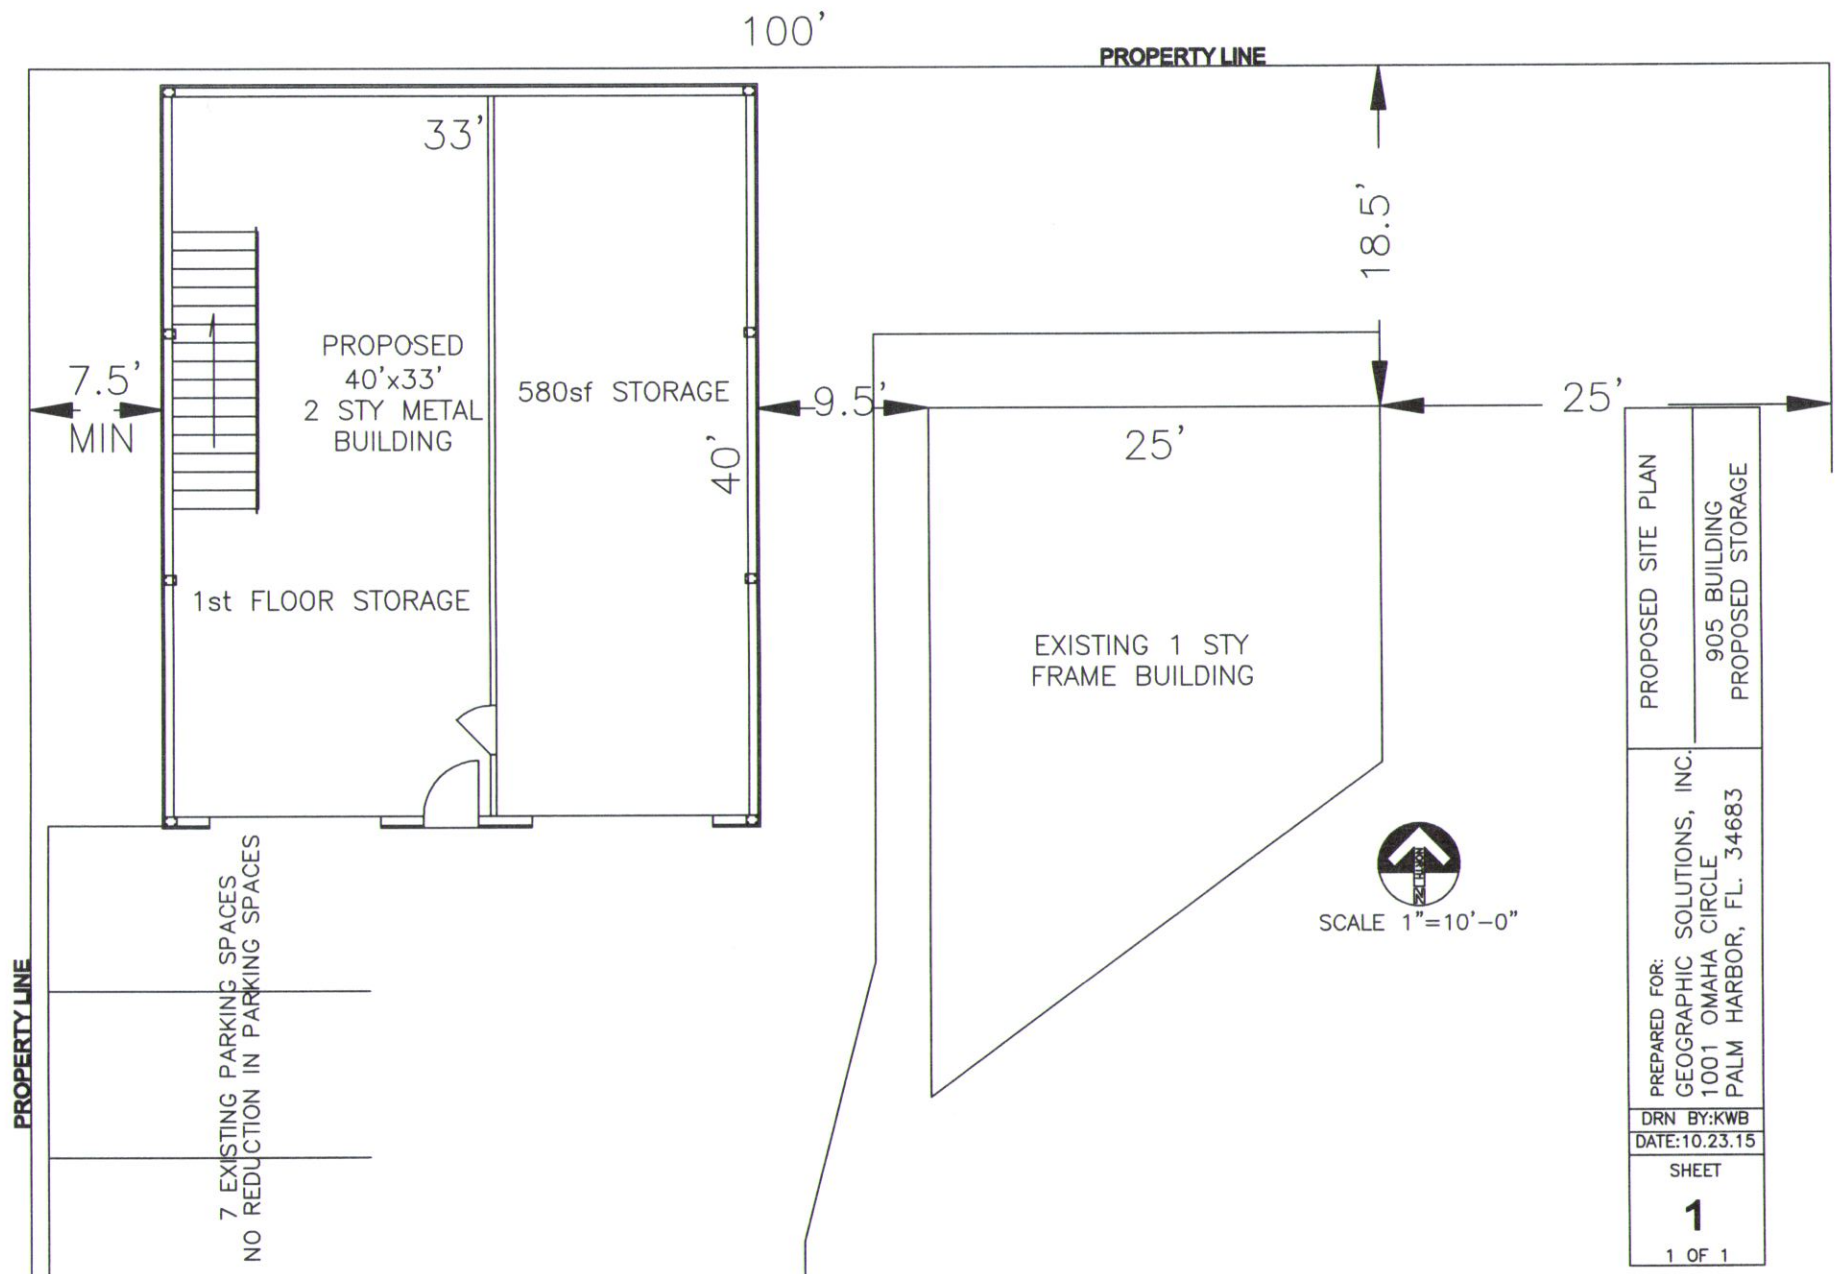 100'
PROPERTY LINE
33'
18.5'
PROPOSED
40'x33'
2 STY METAL
BUILDING
580sf STORAGE
7.5'
MIN
9.5'
25'
25'
40'
1st FLOOR STORAGE
EXISTING 1 STY
FRAME BUILDING
NORTH
SCALE 1"=10'-0"
7 EXISTING PARKING SPACES
NO REDUCTION IN PARKING SPACES
PROPERTY LINE
PROPOSED SITE PLAN
905 BUILDING
PROPOSED STORAGE
PREPARED FOR:
GEOGRAPHIC SOLUTIONS, INC.
1001 OMAHA CIRCLE
PALM HARBOR, FL. 34683
DRN BY:KWB
DATE:10.23.15
SHEET
1
1 OF 1